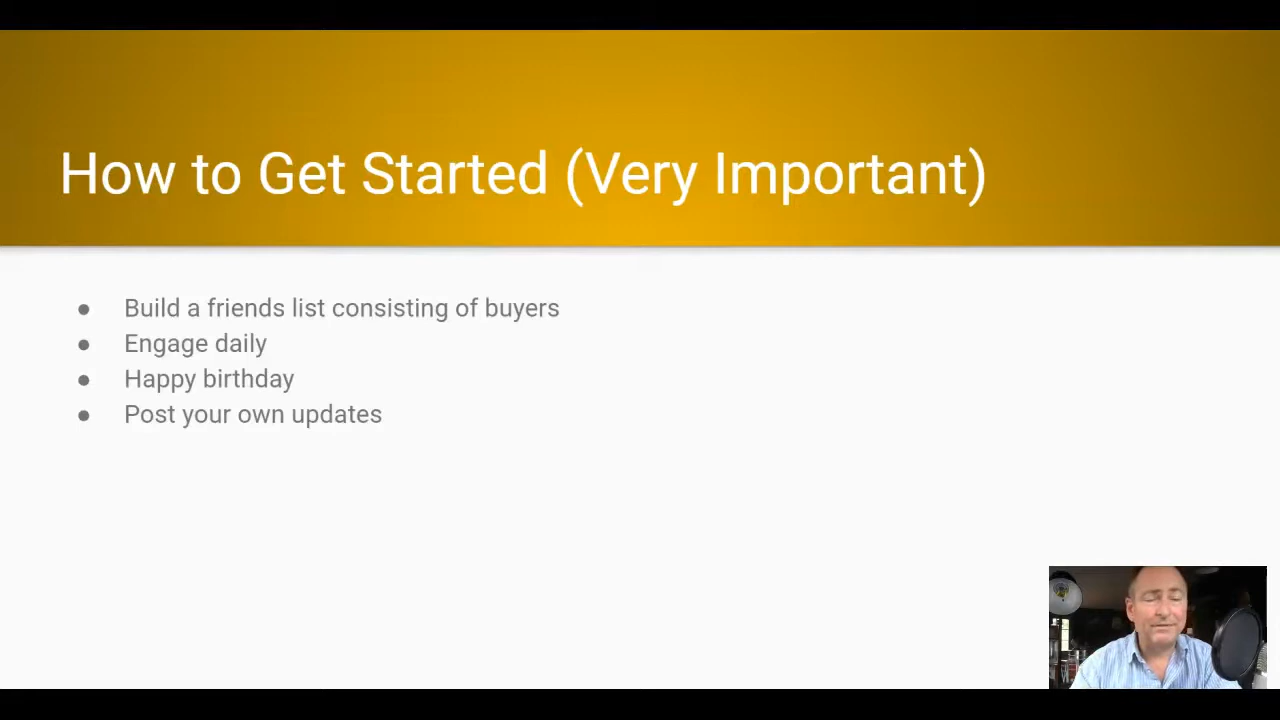 How to Get Started (Very Important)
● Build a friends list consisting of buyers
● Engage daily
● Happy birthday
● Post your own updates